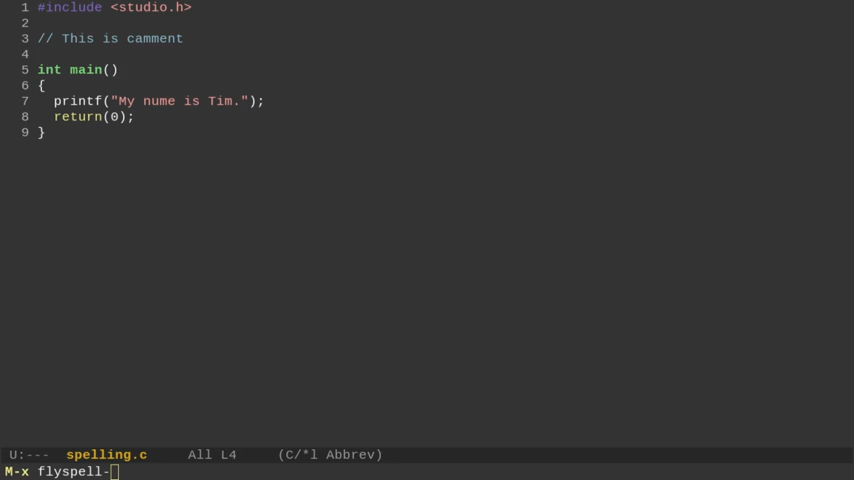 1 #include <studio.h>
2
3 // This is camment
4
5 int main()
6 {
7   printf("My nume is Tim.");
8   return(0);
9 }
U:---  spelling.c     All L4     (C/*l Abbrev)
M-x flyspell-